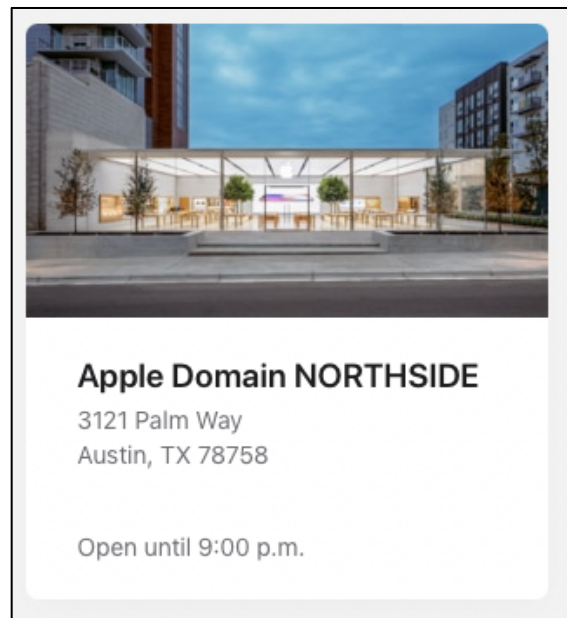 Apple Domain NORTHSIDE
3121 Palm Way
Austin, TX 78758
Open until 9:00 p.m.